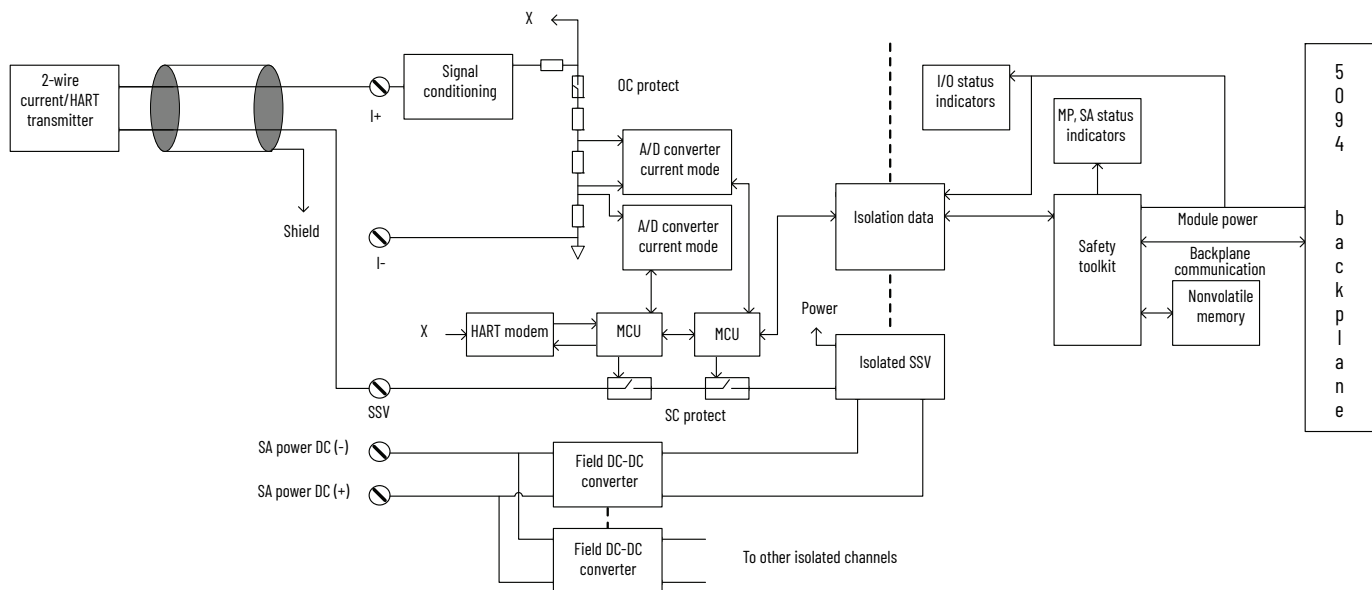 2-wire
current/HART
transmitter
Shield
I+
I-
Signal
conditioning
X
OC protect
A/D converter
current mode
A/D converter
current mode
X
HART modem
MCU
MCU
SSV
SC protect
Power
Isolation data
Isolated SSV
I/O status
indicators
MP, SA status
indicators
Safety
toolkit
Module power
Backplane
communication
Nonvolatile
memory
5
0
9
4
b
a
c
k
p
l
a
n
e
SA power DC (-)
SA power DC (+)
Field DC-DC
converter
Field DC-DC
converter
To other isolated channels